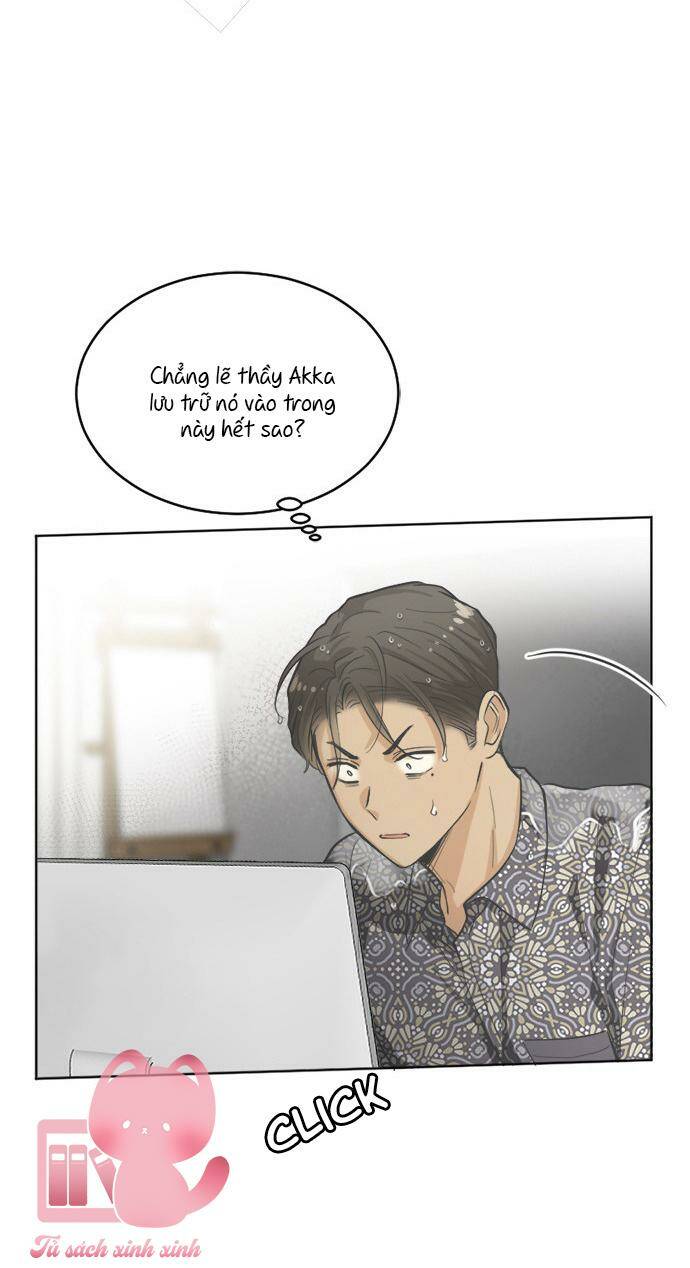 Chẳng lẽ thầy Akka
lưu trữ nó vào trong
này hết sao?
CLICK
Tủ sách xinh xinh